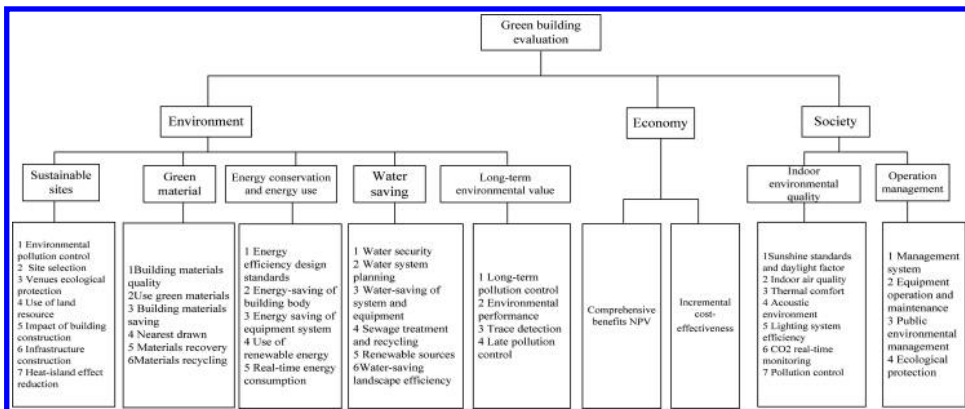 Green building
evaluation
Environment
Economy
Society
Sustainable
sites
Green
material
Energy conservation
and energy use
Water
saving
Long-term
environmental value
Indoor
environmental
quality
Operation
management
1 Environmental
pollution control
2 Site selection
3 Venues ecological
protection
4 Use of land
resource
5 Impact of building
construction
6 Infrastructure
construction
7 Heat-island effect
reduction
1Building materials
quality
2Use green materials
3 Building materials
saving
4 Nearest drawn
5 Materials recovery
6Materials recycling
1 Energy
efficiency design
standards
2 Energy-saving of
building body
3 Energy saving of
equipment system
4 Use of
renewable energy
5 Real-time energy
consumption
1 Water security
2 Water system
planning
3 Water-saving of
system and
equipment
4 Sewage treatment
and recycling
5 Renewable sources
6Water-saving
landscape efficiency
1 Long-term
pollution control
2 Environmental
performance
3 Trace detection
4 Late pollution
control
Comprehensive
benefits NPV
Incremental
cost-
effectiveness
1Sunshine standards
and daylight factor
2 Indoor air quality
3 Thermal comfort
4 Acoustic
environment
5 Lighting system
efficiency
6 CO2 real-time
monitoring
7 Pollution control
1 Management
system
2 Equipment
operation and
maintenance
3 Public
environmental
management
4 Ecological
protection